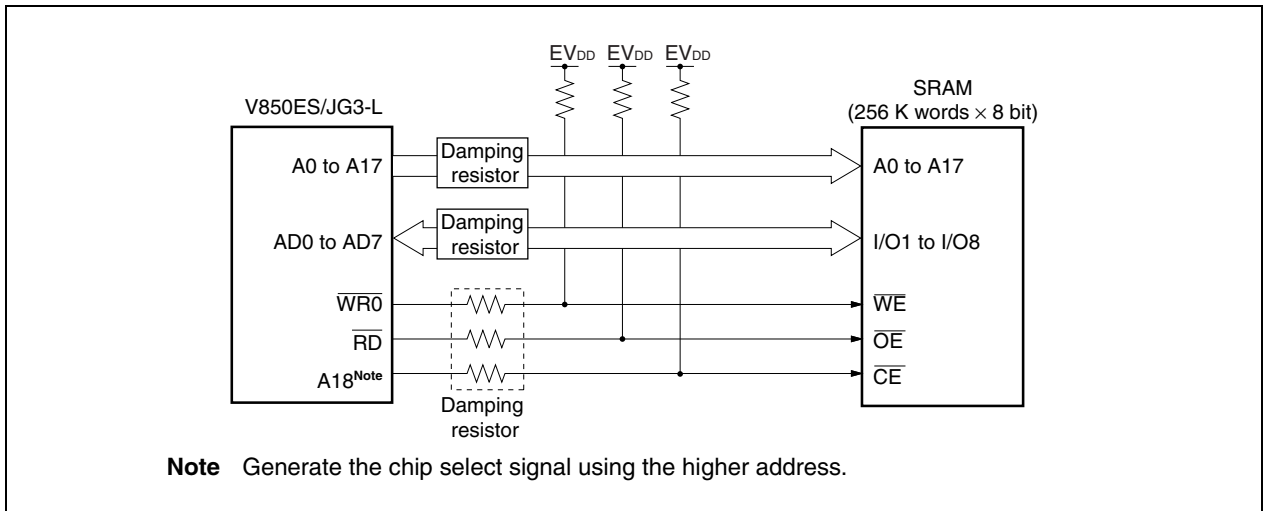 EVDD EVDD EVDD
V850ES/JG3-L
SRAM
(256 K words × 8 bit)
A0 to A17
Damping
resistor
A0 to A17
AD0 to AD7
Damping
resistor
I/O1 to I/O8
WR0
WE
RD
OE
A18Note
CE
Damping
resistor
Note Generate the chip select signal using the higher address.